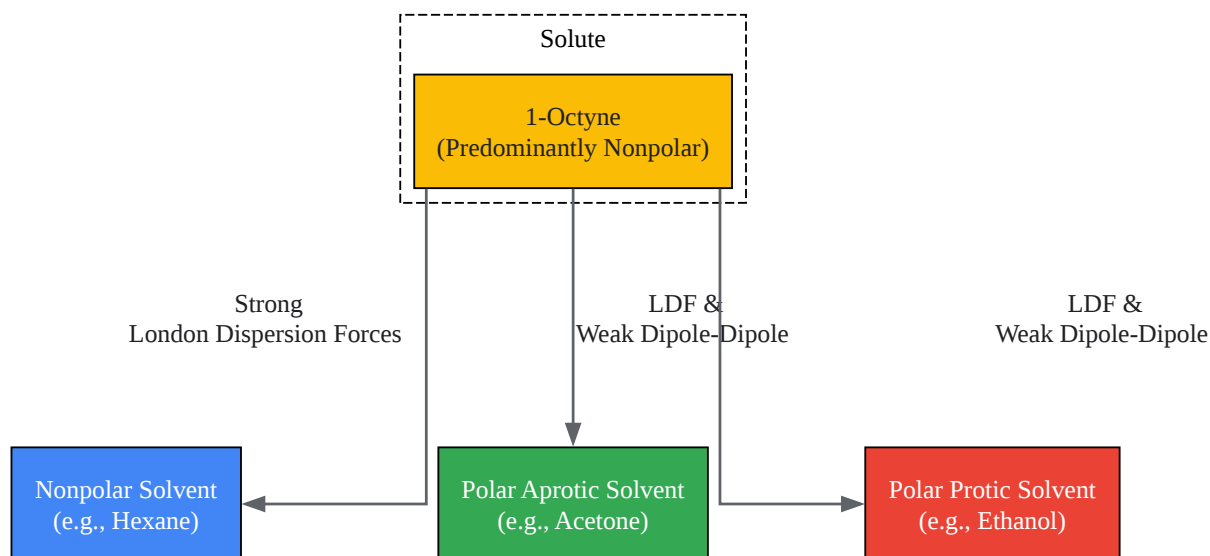 Solute
1-Octyne
(Predominantly Nonpolar)
Strong
London Dispersion Forces
LDF &
Weak Dipole-Dipole
LDF &
Weak Dipole-Dipole
Nonpolar Solvent
(e.g., Hexane)
Polar Aprotic Solvent
(e.g., Acetone)
Polar Protic Solvent
(e.g., Ethanol)